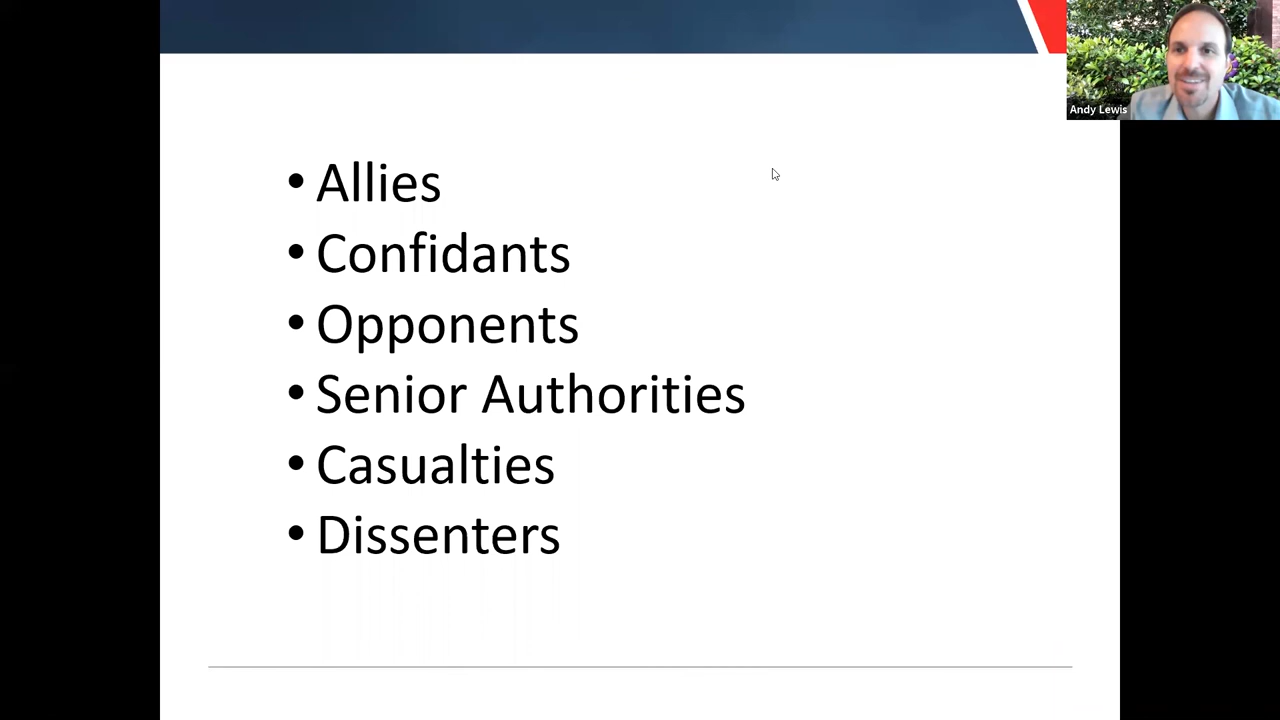 Andy Lewis
• Allies
• Confidants
• Opponents
• Senior Authorities
• Casualties
• Dissenters